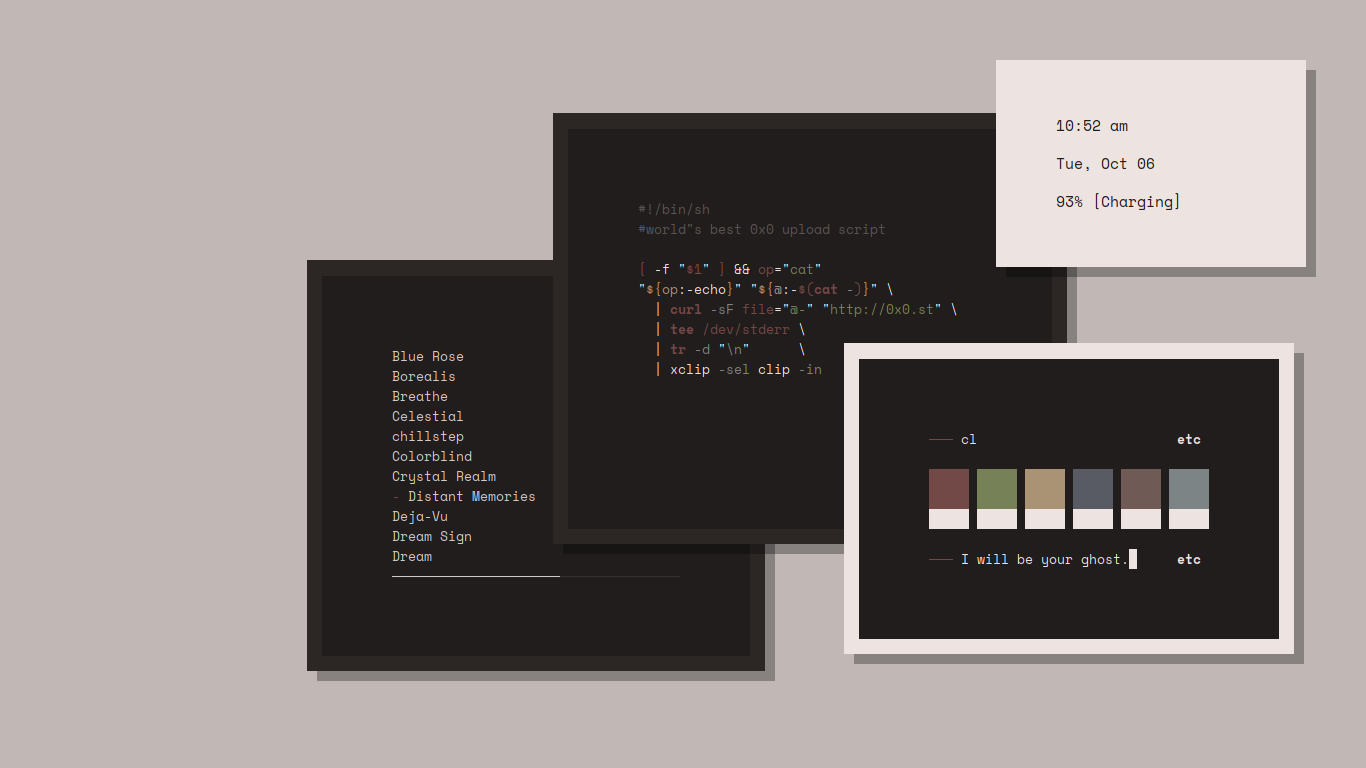 10:52 am
Tue, Oct 06
93% [Charging]
#!/bin/sh
#world"s best 0x0 upload script
[ -f "$1" ] && op="cat"
"${op:-echo}" "${@:-$(cat -)}" \
| curl -sF file="@-" "http://0x0.st" \
| tee /dev/stderr \
| tr -d "\n" \
| xclip -sel clip -in
Blue Rose
Borealis
Breathe
Celestial
chillstep
Colorblind
Crystal Realm
- Distant Memories
Deja-Vu
Dream Sign
Dream
cl etc
I will be your ghost. etc